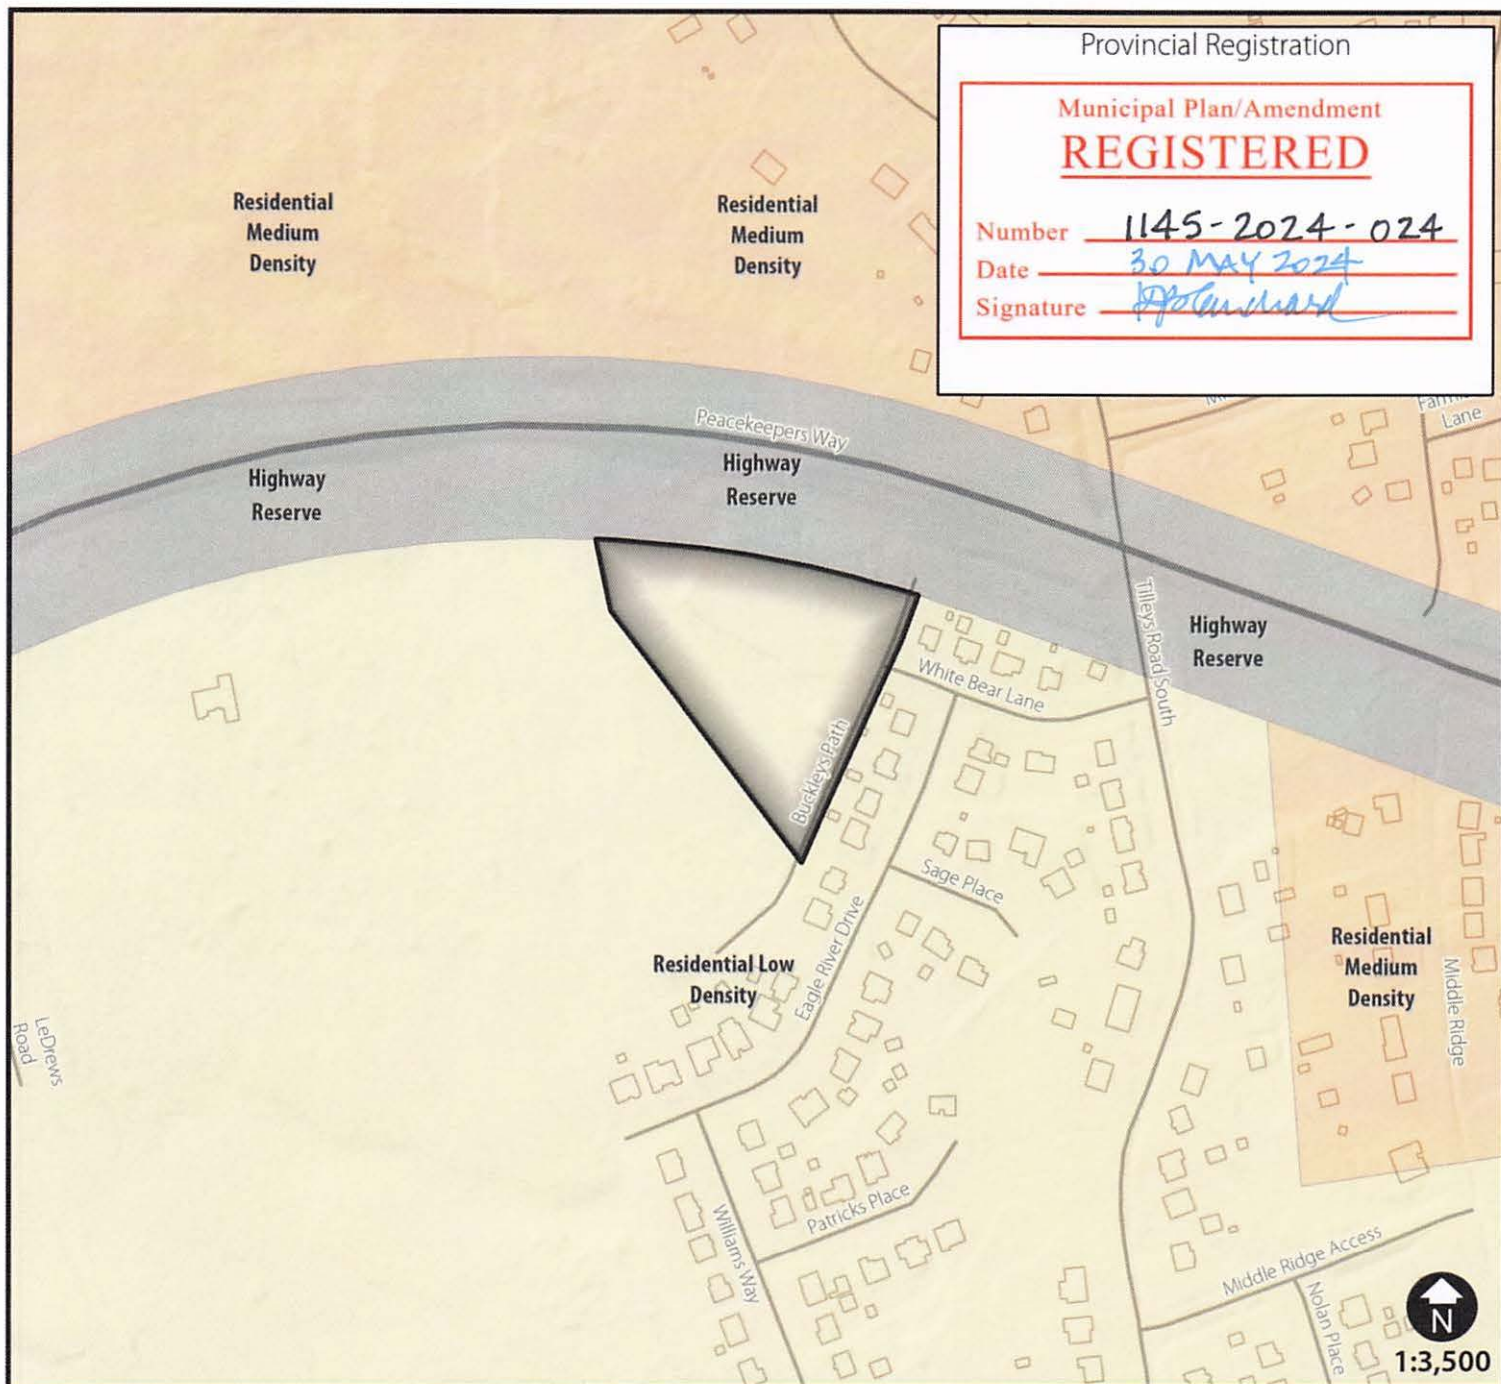 Provincial Registration
Municipal Plan/Amendment
REGISTERED
Number 1145-2024-024
Date 30 MAY 2024
Signature
Residential
Medium
Density
Residential
Medium
Density
Lane
Peacekeepers Way
Highway
Reserve
Highway
Reserve
Tilleys Road South
Highway
Reserve
White Bear Lane
Buckleys Path
Sage Place
Eagle River Drive
Residential Low
Density
Residential
Medium
Density
Middle Ridge
LeDrews
Road
Patricks Place
Williams Way
Middle Ridge Access
Nolan Place
N
1:3,500